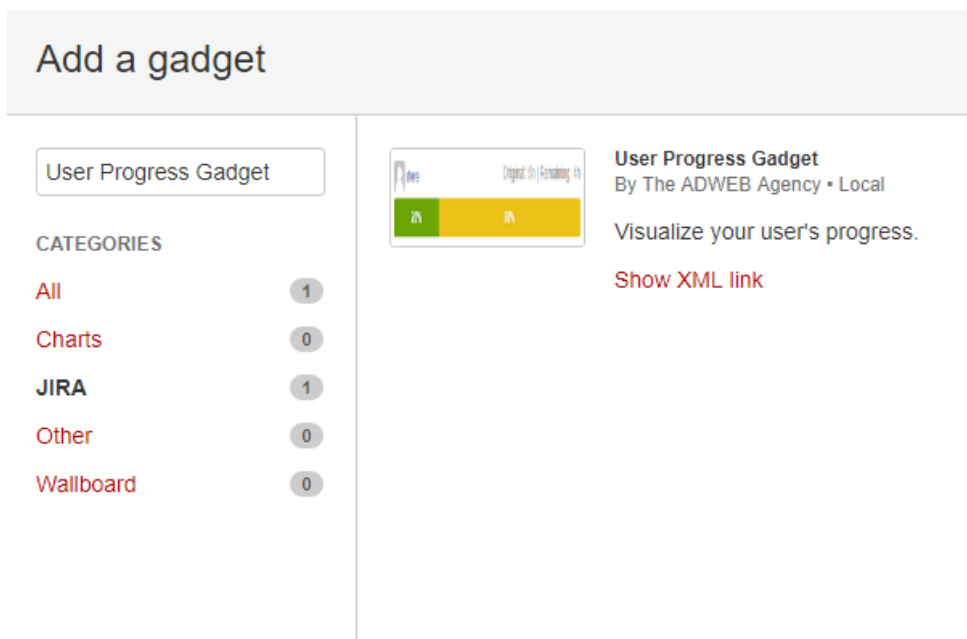 Add a gadget
User Progress Gadget
CATEGORIES
All 1
Charts 0
JIRA 1
Other 0
Wallboard 0
User Progress Gadget
By The ADWEB Agency • Local
Visualize your user's progress.
Show XML link